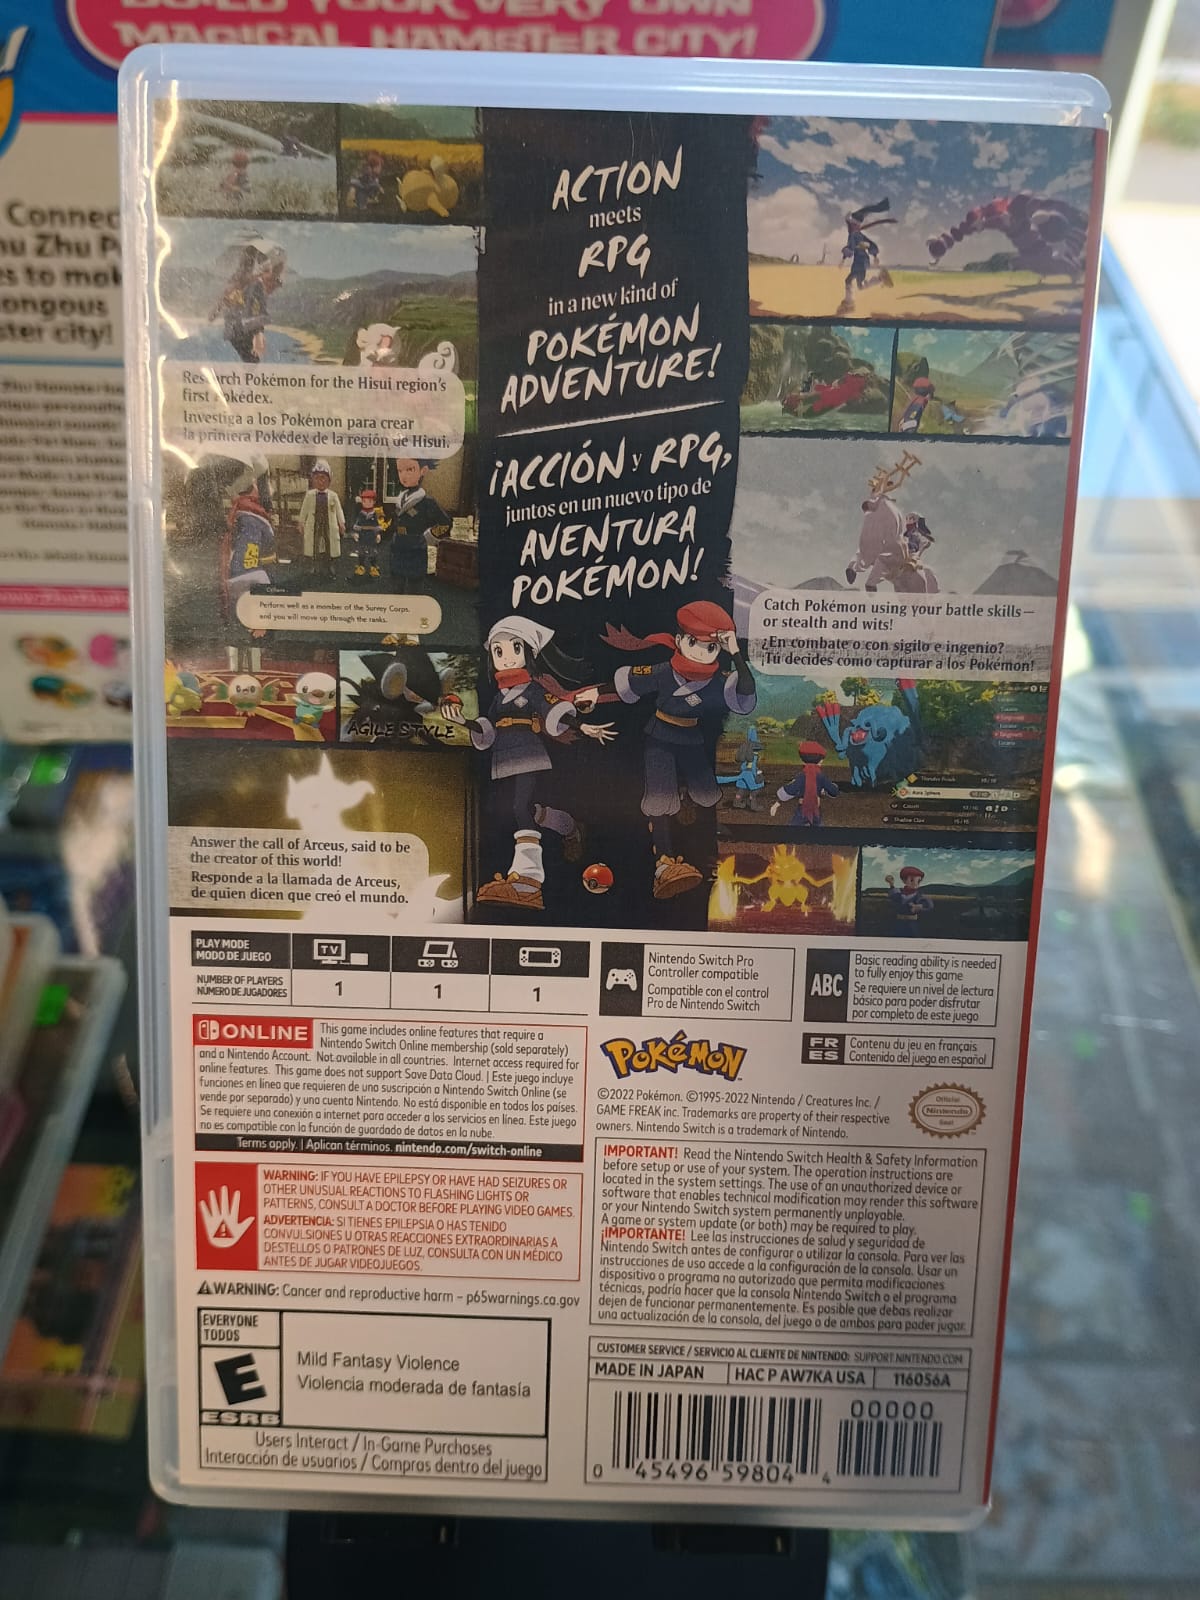 BUILD YOUR VERY OWN
MAGICAL HAMSTER CITY!
Connec
hu Zhu P
es to mak
ongous
ster city!
ACTION
meets
RPG
in a new kind of
POKÉMON
ADVENTURE!
¡ACCIÓN y RPG,
juntos en un nuevo tipo de
AVENTURA
POKÉMON!
Research Pokémon for the Hisui region's
first Pokédex.
Investiga a los Pokémon para crear
la primera Pokédex de la región de Hisui.
Perform well as a member of the Survey Corps,
and you will move up through the ranks.
AGILE STYLE
Answer the call of Arceus, said to be
the creator of this world!
Responde a la llamada de Arceus,
de quien dicen que creó el mundo.
Catch Pokémon using your battle skills—
or stealth and wits!
¿En combate o con sigilo e ingenio?
¡Tú decides cómo capturar a los Pokémon!
Thunder Punch
Aura Sphere
Crunch
Shadow Claw
PLAY MODE
MODO DE JUEGO
TV
NUMBER OF PLAYERS
NÚMERO DE JUGADORES
1
1
1
Nintendo Switch Pro
Controller compatible
Compatible con el control
Pro de Nintendo Switch
ABC
Basic reading ability is needed
to fully enjoy this game
Se requiere un nivel de lectura
básico para poder disfrutar
por completo de este juego
ONLINE This game includes online features that require a
Nintendo Switch Online membership (sold separately)
and a Nintendo Account. Not available in all countries. Internet access required for
online features. This game does not support Save Data Cloud. | Este juego incluye
funciones en línea que requieren de una suscripción a Nintendo Switch Online (se
vende por separado) y una cuenta Nintendo. No está disponible en todos los países.
Se requiere una conexión a internet para acceder a los servicios en línea. Este juego
no es compatible con la función de guardado de datos en la nube.
Terms apply. | Aplican términos. nintendo.com/switch-online
POKéMON
FR
ES
Contenu du jeu en français
Contenido del juego en español
©2022 Pokémon. ©1995-2022 Nintendo / Creatures Inc. /
GAME FREAK inc. Trademarks are property of their respective
owners. Nintendo Switch is a trademark of Nintendo.
Official
Nintendo
Seal
WARNING: IF YOU HAVE EPILEPSY OR HAVE HAD SEIZURES OR
OTHER UNUSUAL REACTIONS TO FLASHING LIGHTS OR
PATTERNS, CONSULT A DOCTOR BEFORE PLAYING VIDEO GAMES.
ADVERTENCIA: SI TIENES EPILEPSIA O HAS TENIDO
CONVULSIONES U OTRAS REACCIONES EXTRAORDINARIAS A
DESTELLOS O PATRONES DE LUZ, CONSULTA CON UN MÉDICO
ANTES DE JUGAR VIDEOJUEGOS.
WARNING: Cancer and reproductive harm – p65warnings.ca.gov
IMPORTANT! Read the Nintendo Switch Health & Safety Information
before setup or use of your system. The operation instructions are
located in the system settings. The use of an unauthorized device or
software that enables technical modification may render this software
or your Nintendo Switch system permanently unplayable.
A game or system update (or both) may be required to play.
¡IMPORTANTE! Lee las instrucciones de salud y seguridad de
Nintendo Switch antes de configurar o utilizar la consola. Para ver las
instrucciones de uso accede a la configuración de la consola. Usar un
dispositivo o programa no autorizado que permita modificaciones
técnicas, podría hacer que la consola Nintendo Switch o el programa
dejen de funcionar permanentemente. Es posible que debas realizar
una actualización de la consola, del juego o de ambos para poder jugar.
EVERYONE
TODOS
E
ESRB
Mild Fantasy Violence
Violencia moderada de fantasía
Users Interact / In-Game Purchases
Interacción de usuarios / Compras dentro del juego
CUSTOMER SERVICE / SERVICIO AL CLIENTE DE NINTENDO: SUPPORT.NINTENDO.COM
MADE IN JAPAN
HAC P AW7KA USA
116056A
00000
0 45496 59804 4